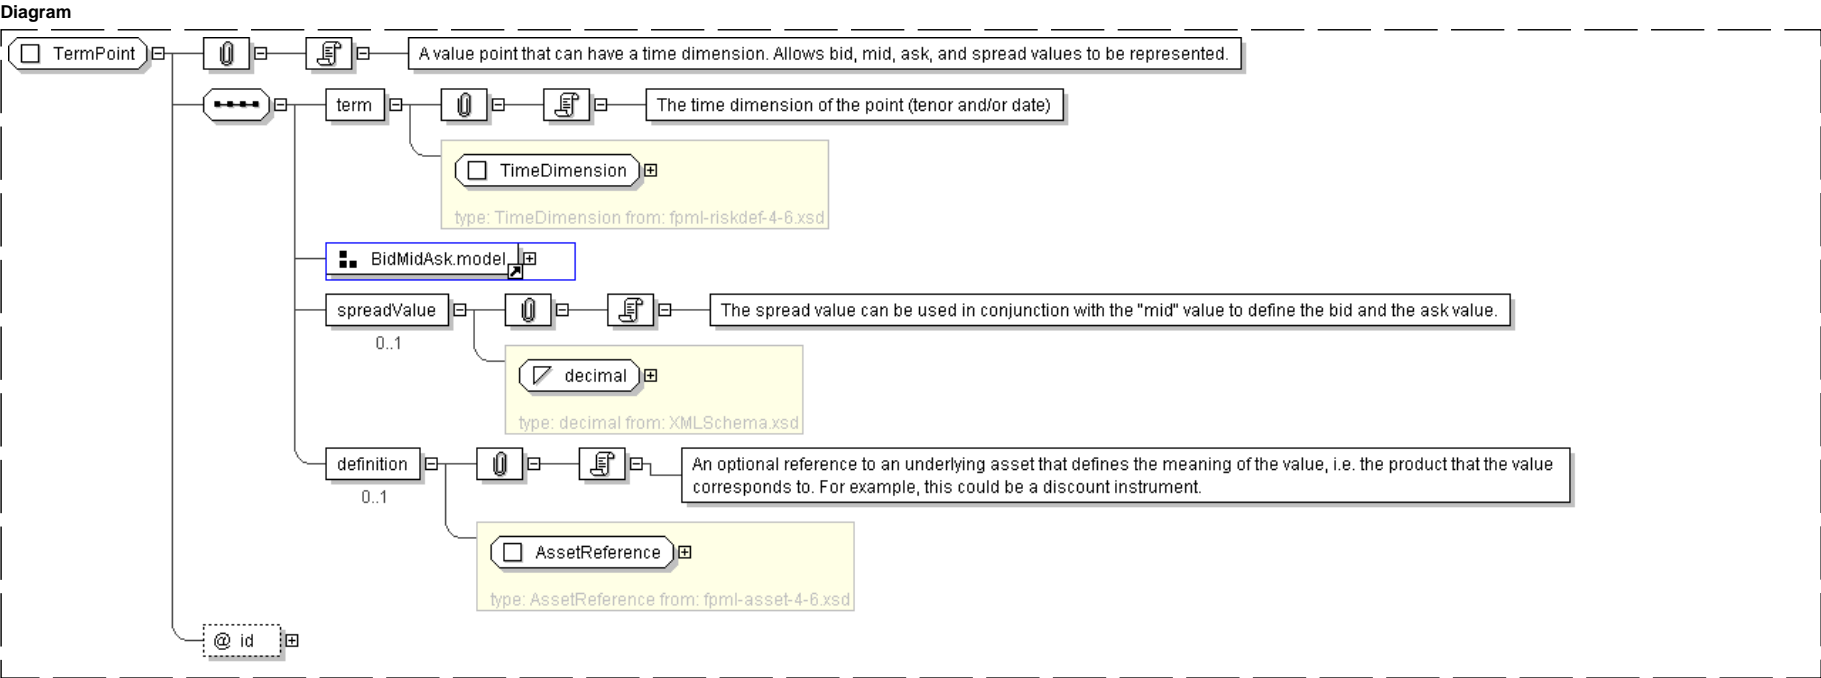 Diagram
TermPoint
A value point that can have a time dimension. Allows bid, mid, ask, and spread values to be represented.
term
The time dimension of the point (tenor and/or date)
TimeDimension
type: TimeDimension from: fpml-riskdef-4-6.xsd
BidMidAsk.model
spreadValue
The spread value can be used in conjunction with the "mid" value to define the bid and the ask value.
0..1
decimal
type: decimal from: XMLSchema.xsd
definition
An optional reference to an underlying asset that defines the meaning of the value, i.e. the product that the value
corresponds to. For example, this could be a discount instrument.
0..1
AssetReference
type: AssetReference from: fpml-asset-4-6.xsd
@ id